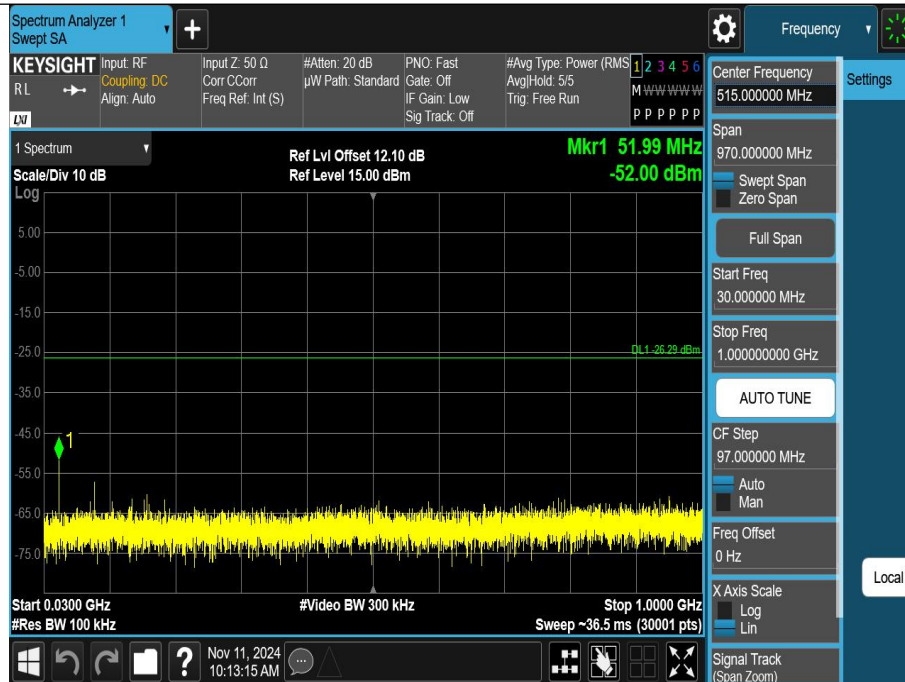 Spectrum Analyzer 1
Swept SA
+
Frequency
KEYSIGHT
RL
LXI
Input: RF
Coupling: DC
Align: Auto
Input Z: 50 Ω
Corr CCorr
Freq Ref: Int (S)
#Atten: 20 dB
µW Path: Standard
PNO: Fast
Gate: Off
IF Gain: Low
Sig Track: Off
#Avg Type: Power (RMS
Avg|Hold: 5/5
Trig: Free Run
1 2 3 4 5 6
M W W W W W
P P P P P P
1 Spectrum
Scale/Div 10 dB
Ref Lvl Offset 12.10 dB
Ref Level 15.00 dBm
Mkr1 51.99 MHz
-52.00 dBm
Log
5.00
-5.00
-15.0
-25.0
DL1 -26.29 dBm
-35.0
-45.0
1
-55.0
-65.0
-75.0
Start 0.0300 GHz
#Video BW 300 kHz
Stop 1.0000 GHz
#Res BW 100 kHz
Sweep ~36.5 ms (30001 pts)
?
Nov 11, 2024
10:13:15 AM
Center Frequency
515.000000 MHz
Settings
Span
970.000000 MHz
Swept Span
Zero Span
Full Span
Start Freq
30.000000 MHz
Stop Freq
1.000000000 GHz
AUTO TUNE
CF Step
97.000000 MHz
Auto
Man
Freq Offset
0 Hz
Local
X Axis Scale
Log
Lin
Signal Track
(Span Zoom)